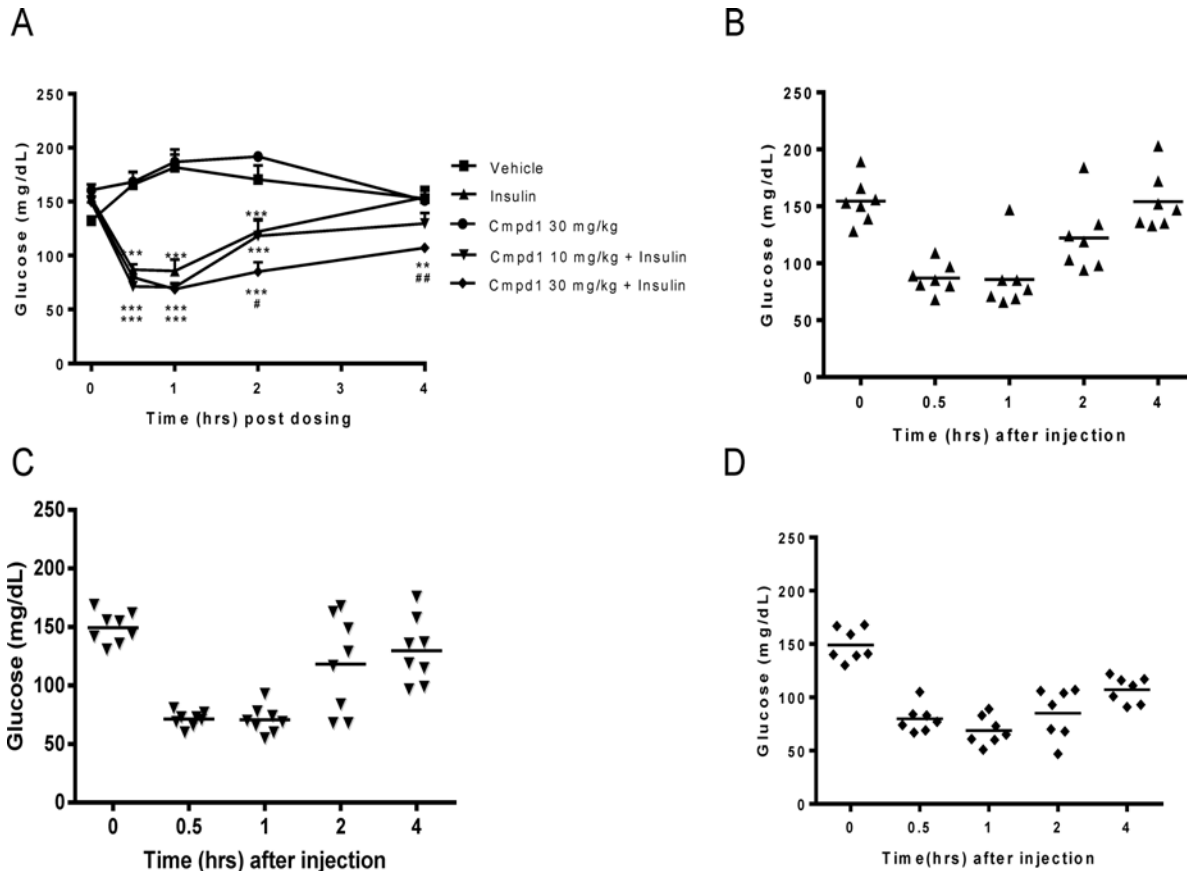 A
250
200
150
100
50
0
Glucose (mg/dL)
***
***
***
***
***
***
***
***
***
#
**
##
0
1
2
3
4
Time (hrs) post dosing
Vehicle
Insulin
Cmpd1 30 mg/kg
Cmpd1 10 mg/kg + Insulin
Cmpd1 30 mg/kg + Insulin
B
250
200
150
100
50
0
Glucose (mg/dL)
0 0.5 1 2 4
Time (hrs) after injection
C
250
200
150
100
50
0
Glucose (mg/dL)
0 0.5 1 2 4
Time (hrs) after injection
D
250
200
150
100
50
0
Glucose (mg/dL)
0 0.5 1 2 4
Time(hrs) after injection